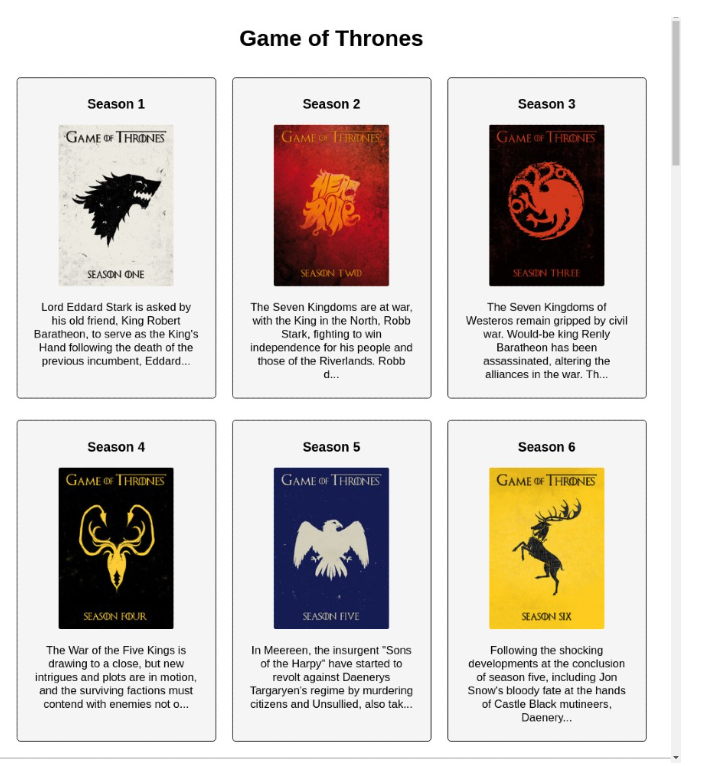 Game of Thrones
Season 1
GAME OF THRONES
SEASON ONE
Lord Eddard Stark is asked by
his old friend, King Robert
Baratheon, to serve as the King's
Hand following the death of the
previous incumbent, Eddard...
Season 2
GAME OF THRONES
HEAR
ME
ROAR
SEASON TWO
The Seven Kingdoms are at war,
with the King in the North, Robb
Stark, fighting to win
independence for his people and
those of the Riverlands. Robb
d...
Season 3
GAME OF THRONES
SEASON THREE
The Seven Kingdoms of
Westeros remain gripped by civil
war. Would-be king Renly
Baratheon has been
assassinated, altering the
alliances in the war. Th...
Season 4
GAME OF THRONES
SEASON FOUR
The War of the Five Kings is
drawing to a close, but new
intrigues and plots are in motion,
and the surviving factions must
contend with enemies not o...
Season 5
GAME OF THRONES
SEASON FIVE
In Meereen, the insurgent "Sons
of the Harpy" have started to
revolt against Daenerys
Targaryen's regime by murdering
citizens and Unsullied, also tak...
Season 6
GAME OF THRONES
SEASON SIX
Following the shocking
developments at the conclusion
of season five, including Jon
Snow's bloody fate at the hands
of Castle Black mutineers,
Daenery...